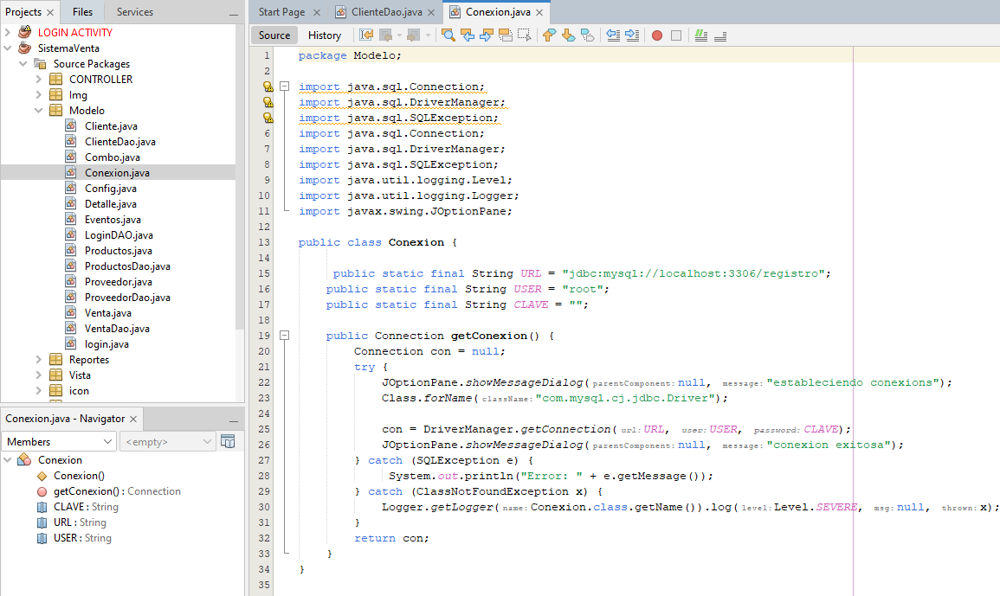 Projects
Files
Services
LOGIN ACTIVITY
SistemaVenta
Source Packages
CONTROLLER
Img
Modelo
Cliente.java
ClienteDao.java
Combo.java
Conexion.java
Config.java
Detalle.java
Eventos.java
LoginDAO.java
Productos.java
ProductosDao.java
Proveedor.java
ProveedorDao.java
Venta.java
VentaDao.java
login.java
Reportes
Vista
icon
Conexion.java - Navigator
Members
<empty>
Conexion
Conexion()
getConexion() : Connection
CLAVE : String
URL : String
USER : String
Start Page
ClienteDao.java
Conexion.java
Source
History
1 package Modelo;
2
import java.sql.Connection;
import java.sql.DriverManager;
import java.sql.SQLException;
6 import java.sql.Connection;
7 import java.sql.DriverManager;
8 import java.sql.SQLException;
9 import java.util.logging.Level;
10 import java.util.logging.Logger;
11 import javax.swing.JOptionPane;
12
13 public class Conexion {
14
15 public static final String URL = "jdbc:mysql://localhost:3306/registro";
16 public static final String USER = "root";
17 public static final String CLAVE = "";
18
19 public Connection getConexion() {
20 Connection con = null;
21 try {
22 JOptionPane.showMessageDialog(parentComponent: null, message: "estableciendo conexions");
23 Class.forName(className: "com.mysql.cj.jdbc.Driver");
24
25 con = DriverManager.getConnection(url: URL, user: USER, password: CLAVE);
26 JOptionPane.showMessageDialog(parentComponent: null, message: "conexion exitosa");
27 } catch (SQLException e) {
28 System.out.println("Error: " + e.getMessage());
29 } catch (ClassNotFoundException x) {
30 Logger.getLogger(name: Conexion.class.getName()).log(level: Level.SEVERE, msg: null, thrown: x);
31 }
32 return con;
33 }
34 }
35